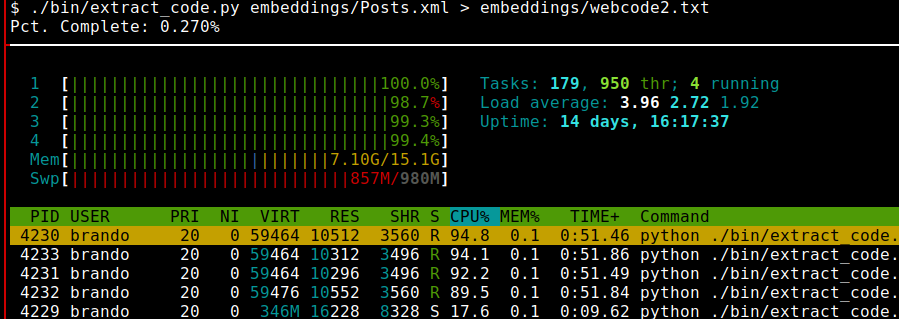 $ ./bin/extract_code.py embeddings/Posts.xml > embeddings/webcode2.txt
Pct. Complete: 0.270%
1 [||||||||||||||||||||||||||||||||100.0%] Tasks: 179, 950 thr; 4 running
2 [|||||||||||||||||||||||||||||||||98.7%] Load average: 3.96 2.72 1.92
3 [|||||||||||||||||||||||||||||||||99.3%] Uptime: 14 days, 16:17:37
4 [|||||||||||||||||||||||||||||||||99.4%]
Mem[||||||||||||||||||||||||||7.10G/15.1G]
Swp[||||||||||||||||||||||||||||857M/980M]
PID USER PRI NI VIRT RES SHR S CPU% MEM% TIME+ Command
4230 brando 20 0 59464 10512 3560 R 94.8 0.1 0:51.46 python ./bin/extract_code.
4233 brando 20 0 59464 10312 3496 R 94.1 0.1 0:51.86 python ./bin/extract_code.
4231 brando 20 0 59464 10296 3496 R 92.2 0.1 0:51.49 python ./bin/extract_code.
4232 brando 20 0 59476 10552 3560 R 89.5 0.1 0:51.84 python ./bin/extract_code.
4229 brando 20 0 346M 16228 8328 S 17.6 0.1 0:09.62 python ./bin/extract_code.